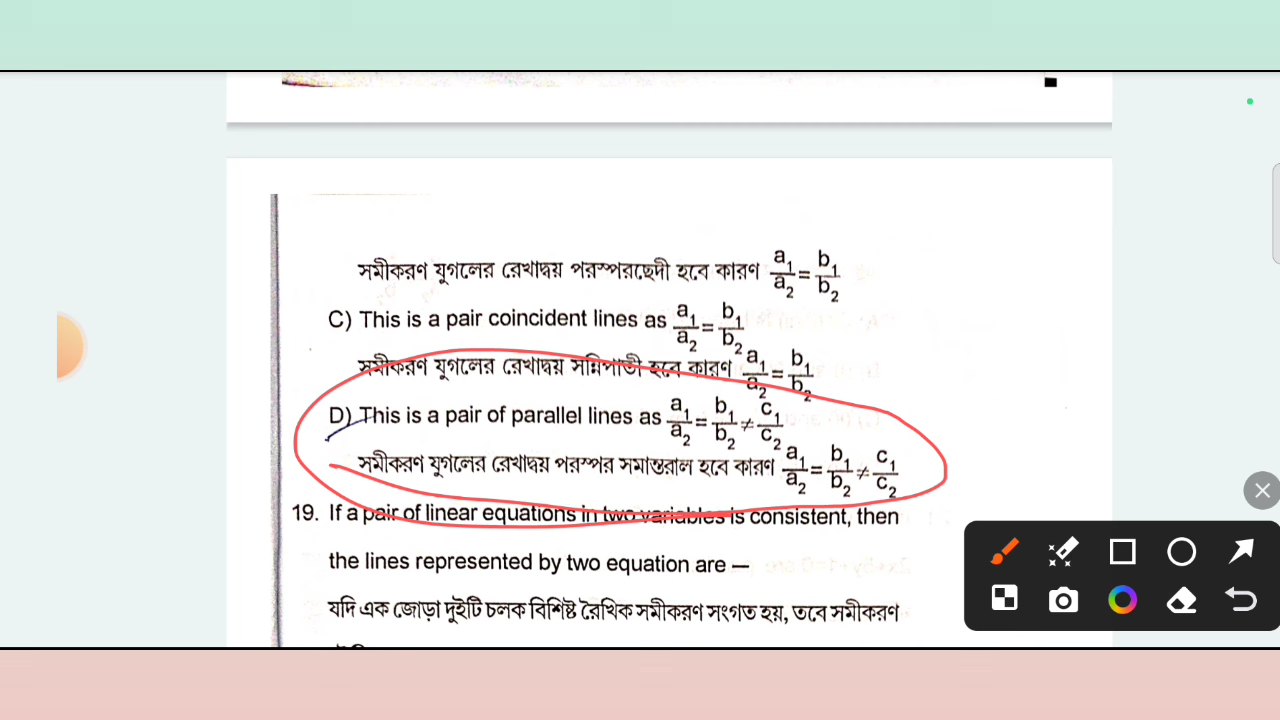 সমীকরণ যুগলের রেখাদ্বয় পরস্পরছেদী হবে কারণ a₁/a₂ = b₁/b₂
C) This is a pair coincident lines as a₁/a₂ = b₁/b₂
সমীকরণ যুগলের রেখাদ্বয় সন্নিপাতী হবে কারণ a₁/a₂ = b₁/b₂
D) This is a pair of parallel lines as a₁/a₂ = b₁/b₂ ≠ c₁/c₂
সমীকরণ যুগলের রেখাদ্বয় পরস্পর সমান্তরাল হবে কারণ a₁/a₂ = b₁/b₂ ≠ c₁/c₂
19. If a pair of linear equations in two variables is consistent, then
the lines represented by two equation are —
যদি এক জোড়া দুইটি চলক বিশিষ্ট রৈখিক সমীকরণ সংগত হয়, তবে সমীকরণ